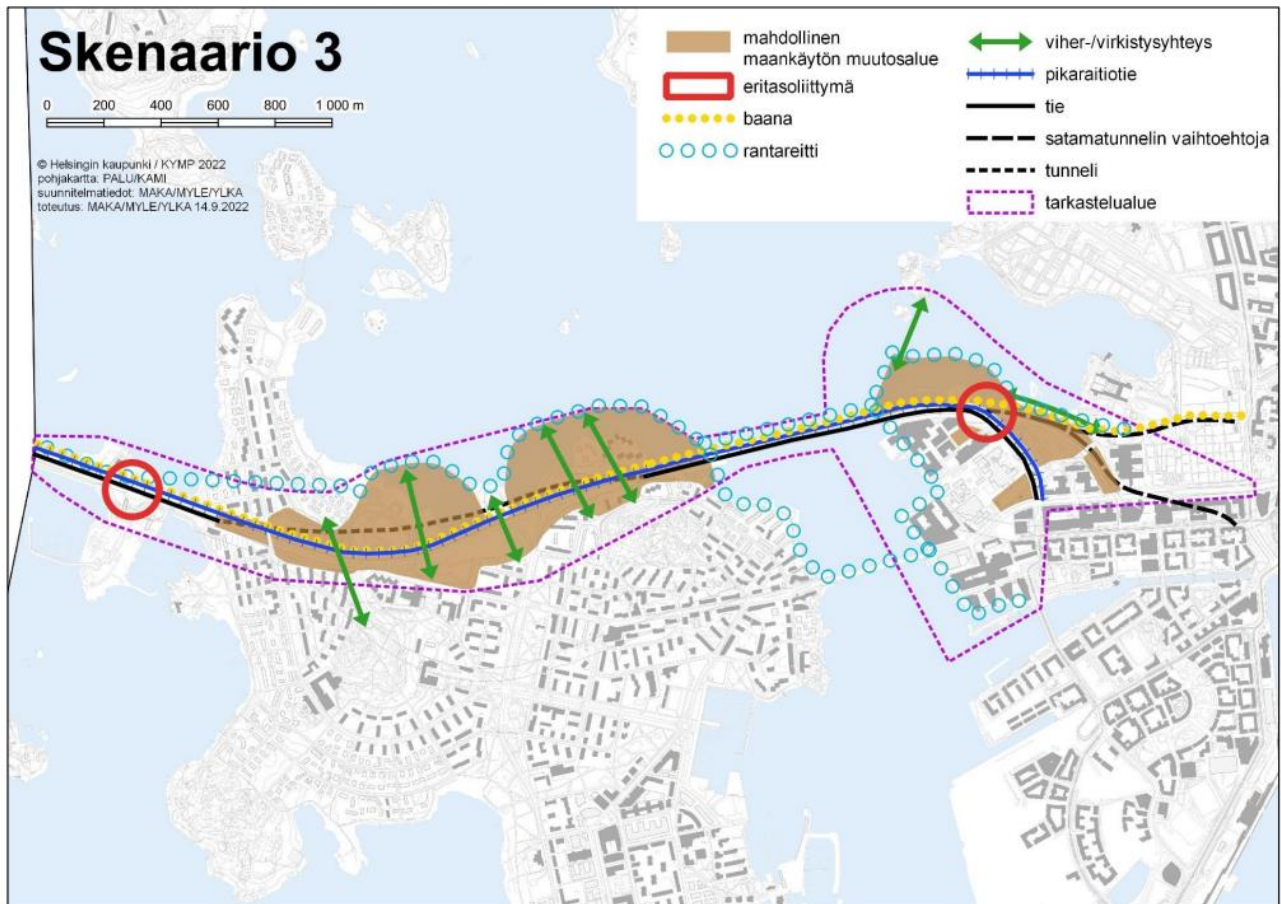 Skenaario 3
0 200 400 600 800 1 000 m
© Helsingin kaupunki / KYMP 2022
pohjakartta: PALU/KAMI
suunnitelmatiedot: MAKA/MYLE/YLKA
toteutus: MAKA/MYLE/YLKA 14.9.2022
mahdollinen
maankäytön muutosalue
eritasoliittymä
baana
rantareitti
viher-/virkistysyhteys
pikaraitiotie
tie
satamatunnelin vaihtoehtoja
tunneli
tarkastelualue